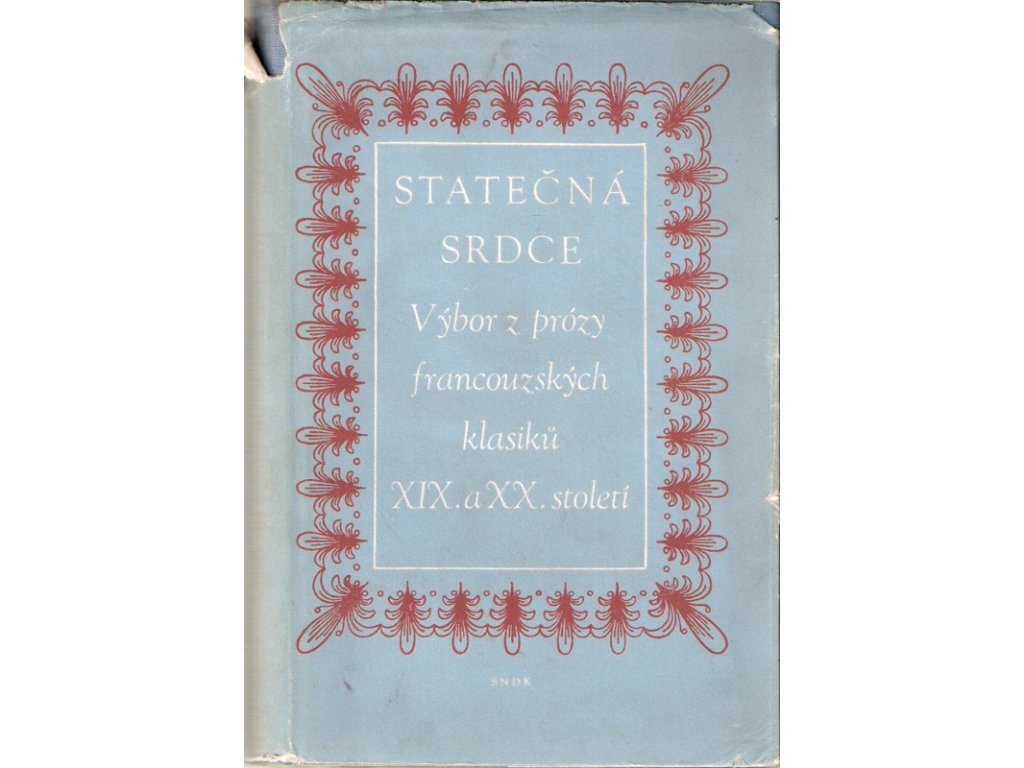 STATEČNÁ
SRDCE
Výbor z prózy
francouzských
klasiků
XIX. a XX. století
SNDK